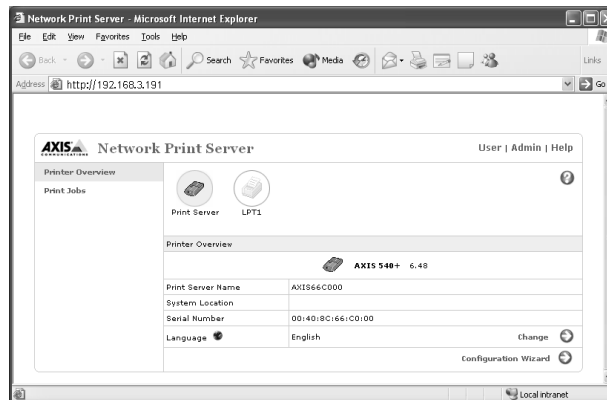 Network Print Server - Microsoft Internet Explorer
File Edit View Favorites Tools Help
Back Search Favorites Media Links
Address http://192.168.3.191 Go
AXIS COMMUNICATIONS Network Print Server User | Admin | Help
Printer Overview
Print Jobs
Print Server LPT1
Printer Overview
AXIS 540+ 6.48
Print Server Name AXIS66C000
System Location
Serial Number 00:40:8C:66:C0:00
Language English Change
Configuration Wizard
Local intranet